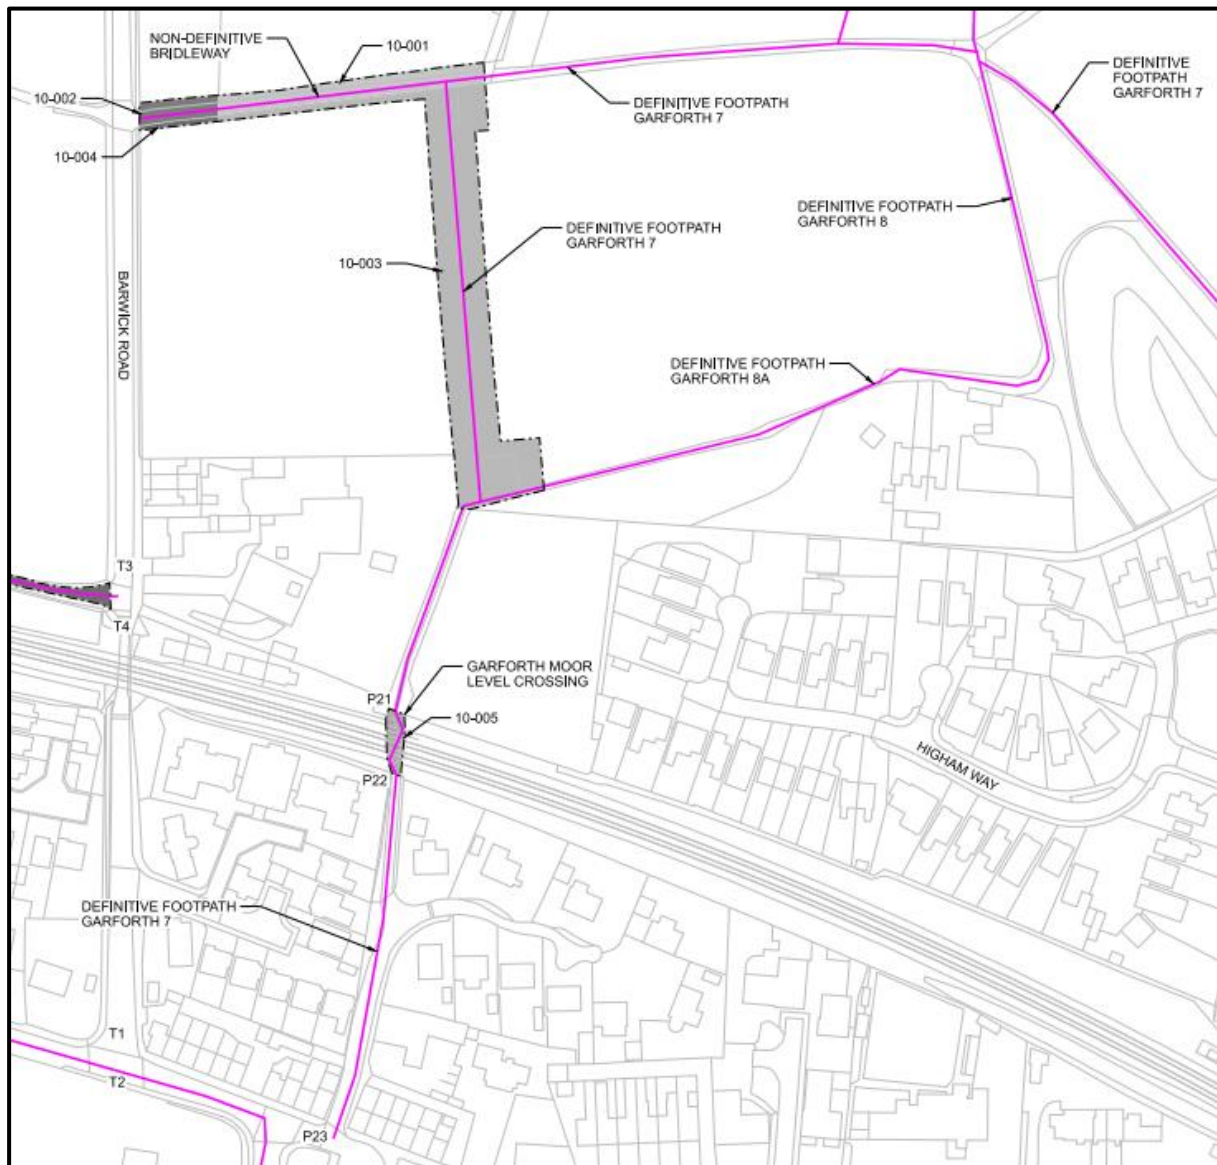 NON-DEFINITIVE
BRIDLEWAY
10-001
10-002
10-004
DEFINITIVE
FOOTPATH
GARFORTH 7
DEFINITIVE FOOTPATH
GARFORTH 7
DEFINITIVE FOOTPATH
GARFORTH 8
DEFINITIVE FOOTPATH
GARFORTH 7
10-003
BARWICK ROAD
DEFINITIVE FOOTPATH
GARFORTH 8A
T3
T4
GARFORTH MOOR
LEVEL CROSSING
P21
10-005
P22
HIGHAM WAY
DEFINITIVE FOOTPATH
GARFORTH 7
T1
T2
P23